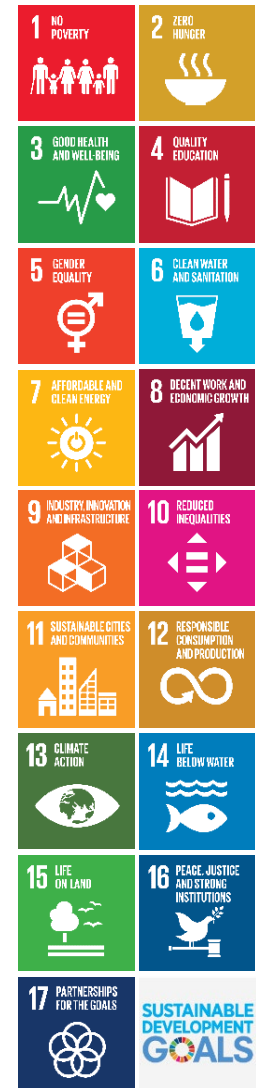 1 NO
POVERTY
2 ZERO
HUNGER
3 GOOD HEALTH
AND WELL-BEING
4 QUALITY
EDUCATION
5 GENDER
EQUALITY
6 CLEAN WATER
AND SANITATION
7 AFFORDABLE AND
CLEAN ENERGY
8 DECENT WORK AND
ECONOMIC GROWTH
9 INDUSTRY, INNOVATION
AND INFRASTRUCTURE
10 REDUCED
INEQUALITIES
11 SUSTAINABLE CITIES
AND COMMUNITIES
12 RESPONSIBLE
CONSUMPTION
AND PRODUCTION
13 CLIMATE
ACTION
14 LIFE
BELOW WATER
15 LIFE
ON LAND
16 PEACE, JUSTICE
AND STRONG
INSTITUTIONS
17 PARTNERSHIPS
FOR THE GOALS
SUSTAINABLE
DEVELOPMENT
GOALS